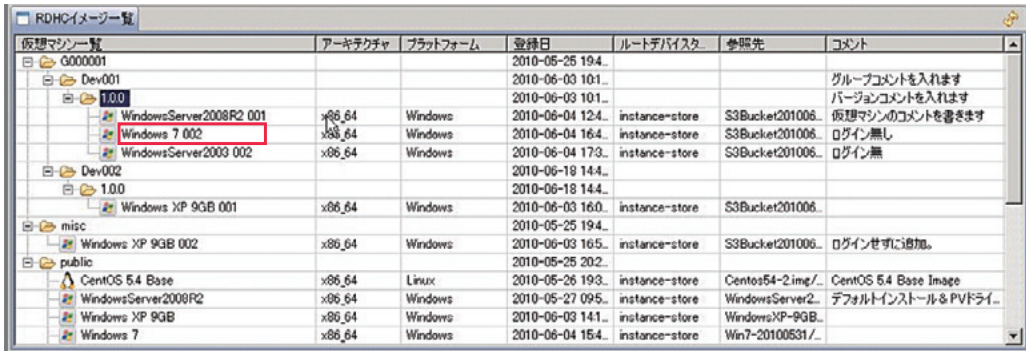 RDHCイメージ一覧
仮想マシン一覧 アーキテクチャ プラットフォーム 登録日 ルートデバイスタ... 参照先 コメント
G000001 2010-05-25 19:4...
Dev001 2010-06-03 10:1... グループコメントを入れます
1.0.0 2010-06-03 10:1... バージョンコメントを入れます
WindowsServer2008R2 001 x86_64 Windows 2010-06-04 12:4... instance-store S3Bucket201006... 仮想マシンのコメントを書きます
Windows 7 002 x86_64 Windows 2010-06-04 16:4... instance-store S3Bucket201006... ログイン無し
WindowsServer2003 002 x86_64 Windows 2010-06-04 17:3... instance-store S3Bucket201006... ログイン無
Dev002 2010-06-18 14:4...
1.0.0 2010-06-18 14:4...
Windows XP 9GB 001 x86_64 Windows 2010-06-03 16:0... instance-store S3Bucket201006...
misc 2010-05-25 19:4...
Windows XP 9GB 002 x86_64 Windows 2010-06-03 16:5... instance-store S3Bucket201006... ログインせずに追加。
public 2010-05-25 20:2...
CentOS 5.4 Base x86_64 Linux 2010-05-26 19:3... instance-store Centos54-2.img/... CentOS 5.4 Base Image
WindowsServer2008R2 x86_64 Windows 2010-05-27 09:5... instance-store WindowsServer2... デフォルトインストール&PVドライ...
Windows XP 9GB x86_64 Windows 2010-06-03 14:1... instance-store WindowsXP-9GB...
Windows 7 x86_64 Windows 2010-06-04 15:4... instance-store Win7-20100531/...